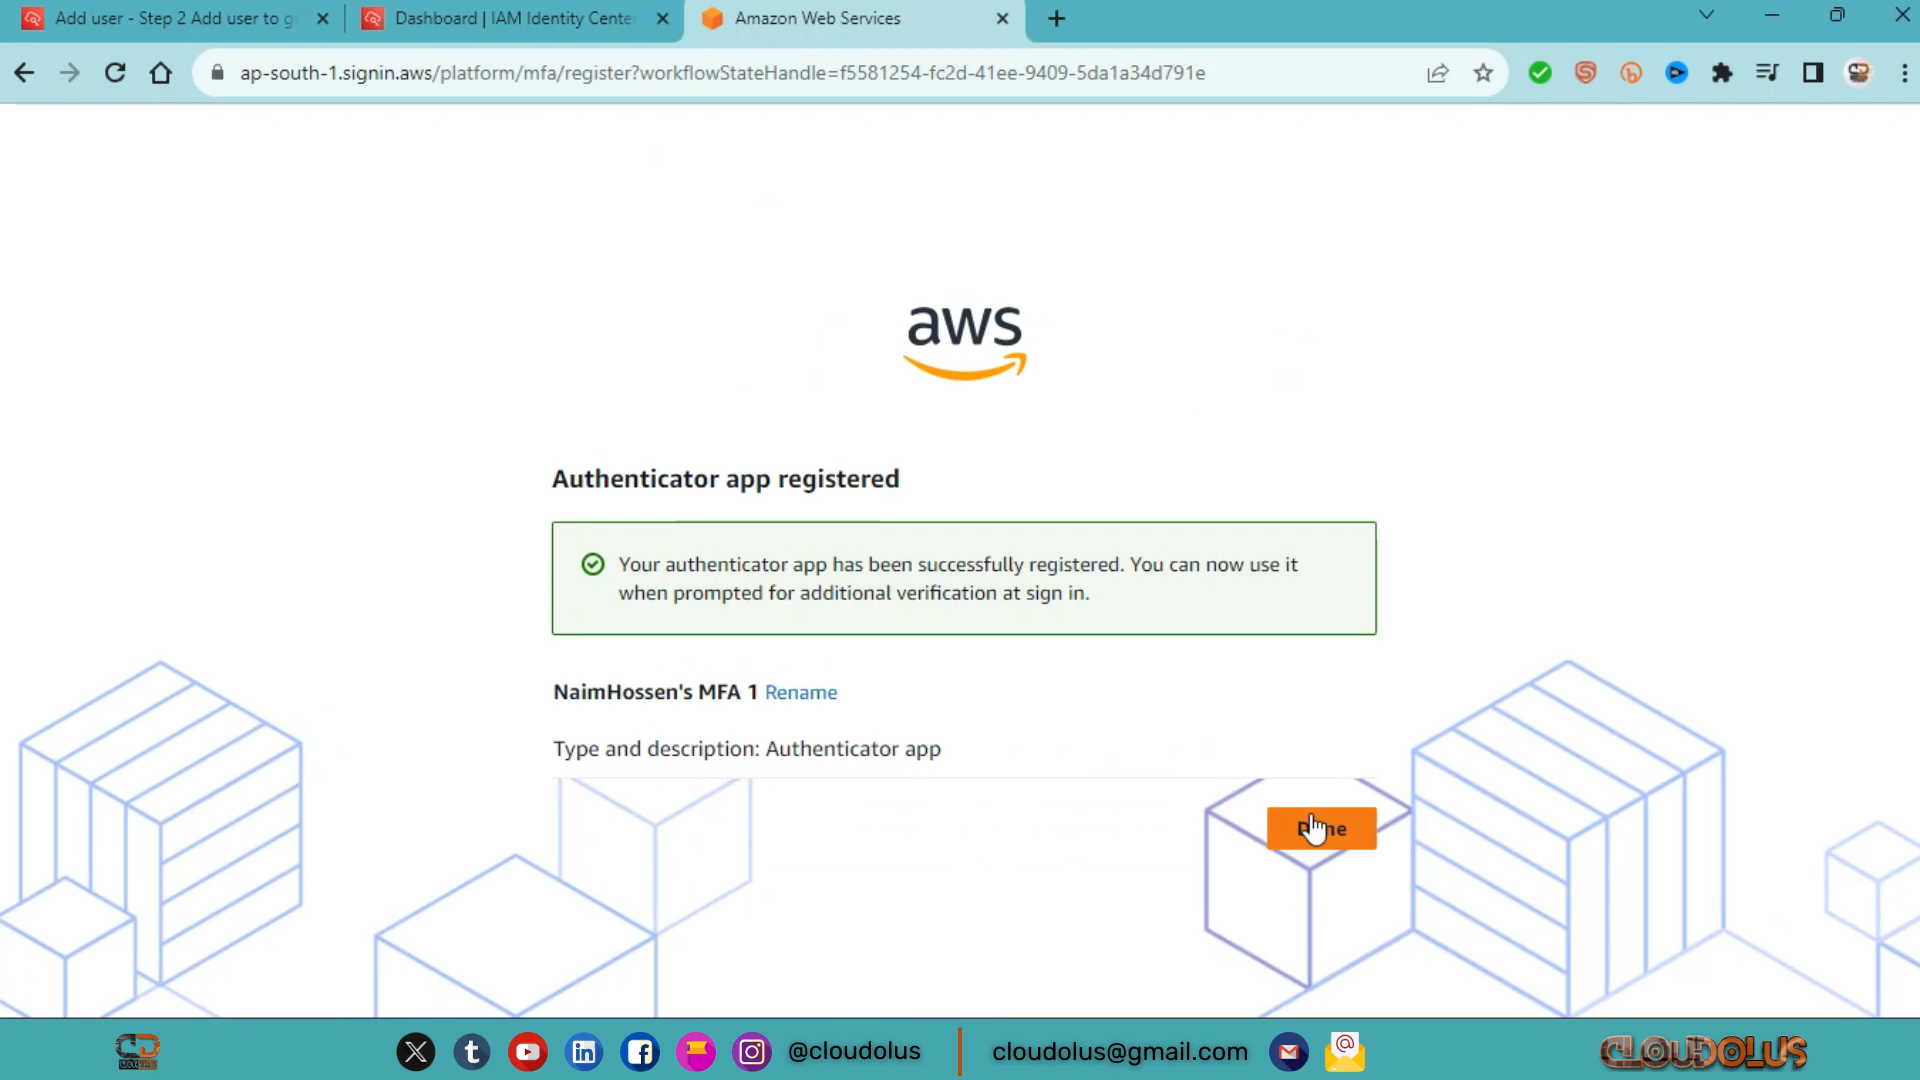 Add user - Step 2 Add user to g
Dashboard | IAM Identity Cente
Amazon Web Services
ap-south-1.signin.aws/platform/mfa/register?workflowStateHandle=f5581254-fc2d-41ee-9409-5da1a34d791e
aws
Authenticator app registered
Your authenticator app has been successfully registered. You can now use it
when prompted for additional verification at sign in.
NaimHossen's MFA 1 Rename
Type and description: Authenticator app
@cloudolus
cloudolus@gmail.com
CLOUDOLUS